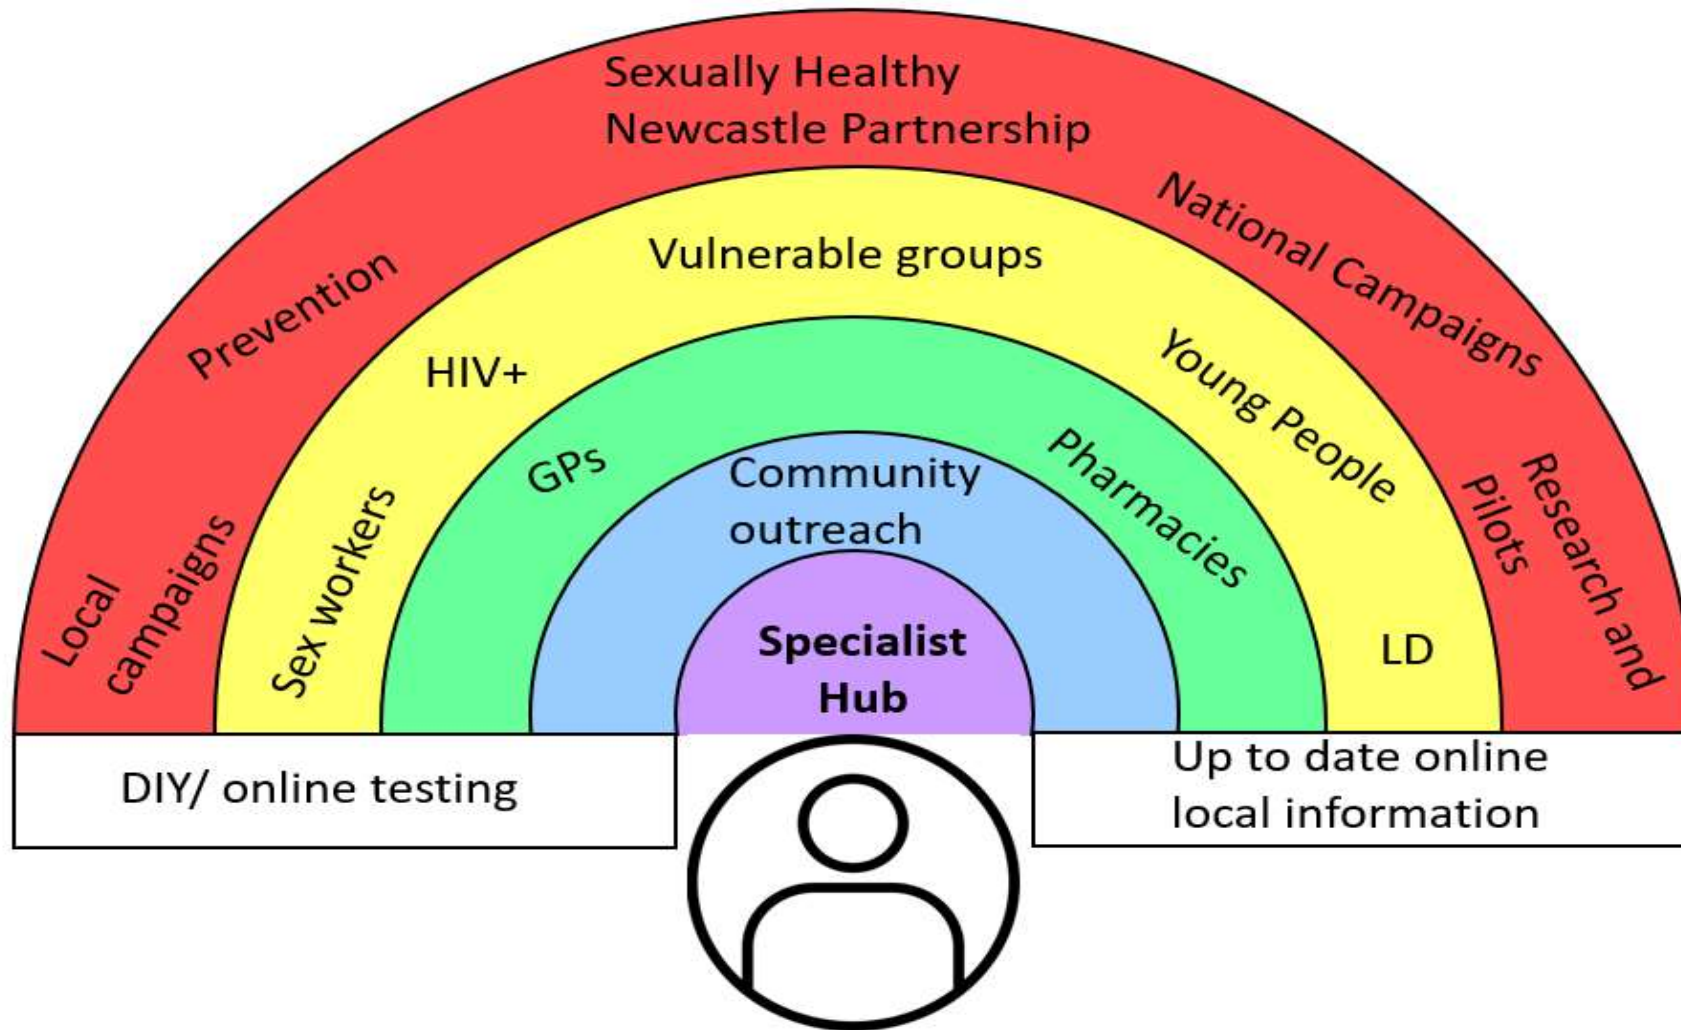 Sexually Healthy
Newcastle Partnership
Prevention
National Campaigns
Local
campaigns
Research and
Pilots
Vulnerable groups
HIV+
Young People
Sex workers
LD
GPs
Pharmacies
Community
outreach
Specialist
Hub
DIY/ online testing
Up to date online
local information